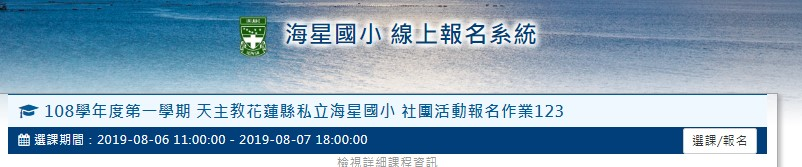 海星國小 線上報名系統
108學年度第一學期 天主教花蓮縣私立海星國小 社團活動報名作業123
選課期間：2019-08-06 11:00:00 - 2019-08-07 18:00:00 選課/報名
檢視詳細課程資訊